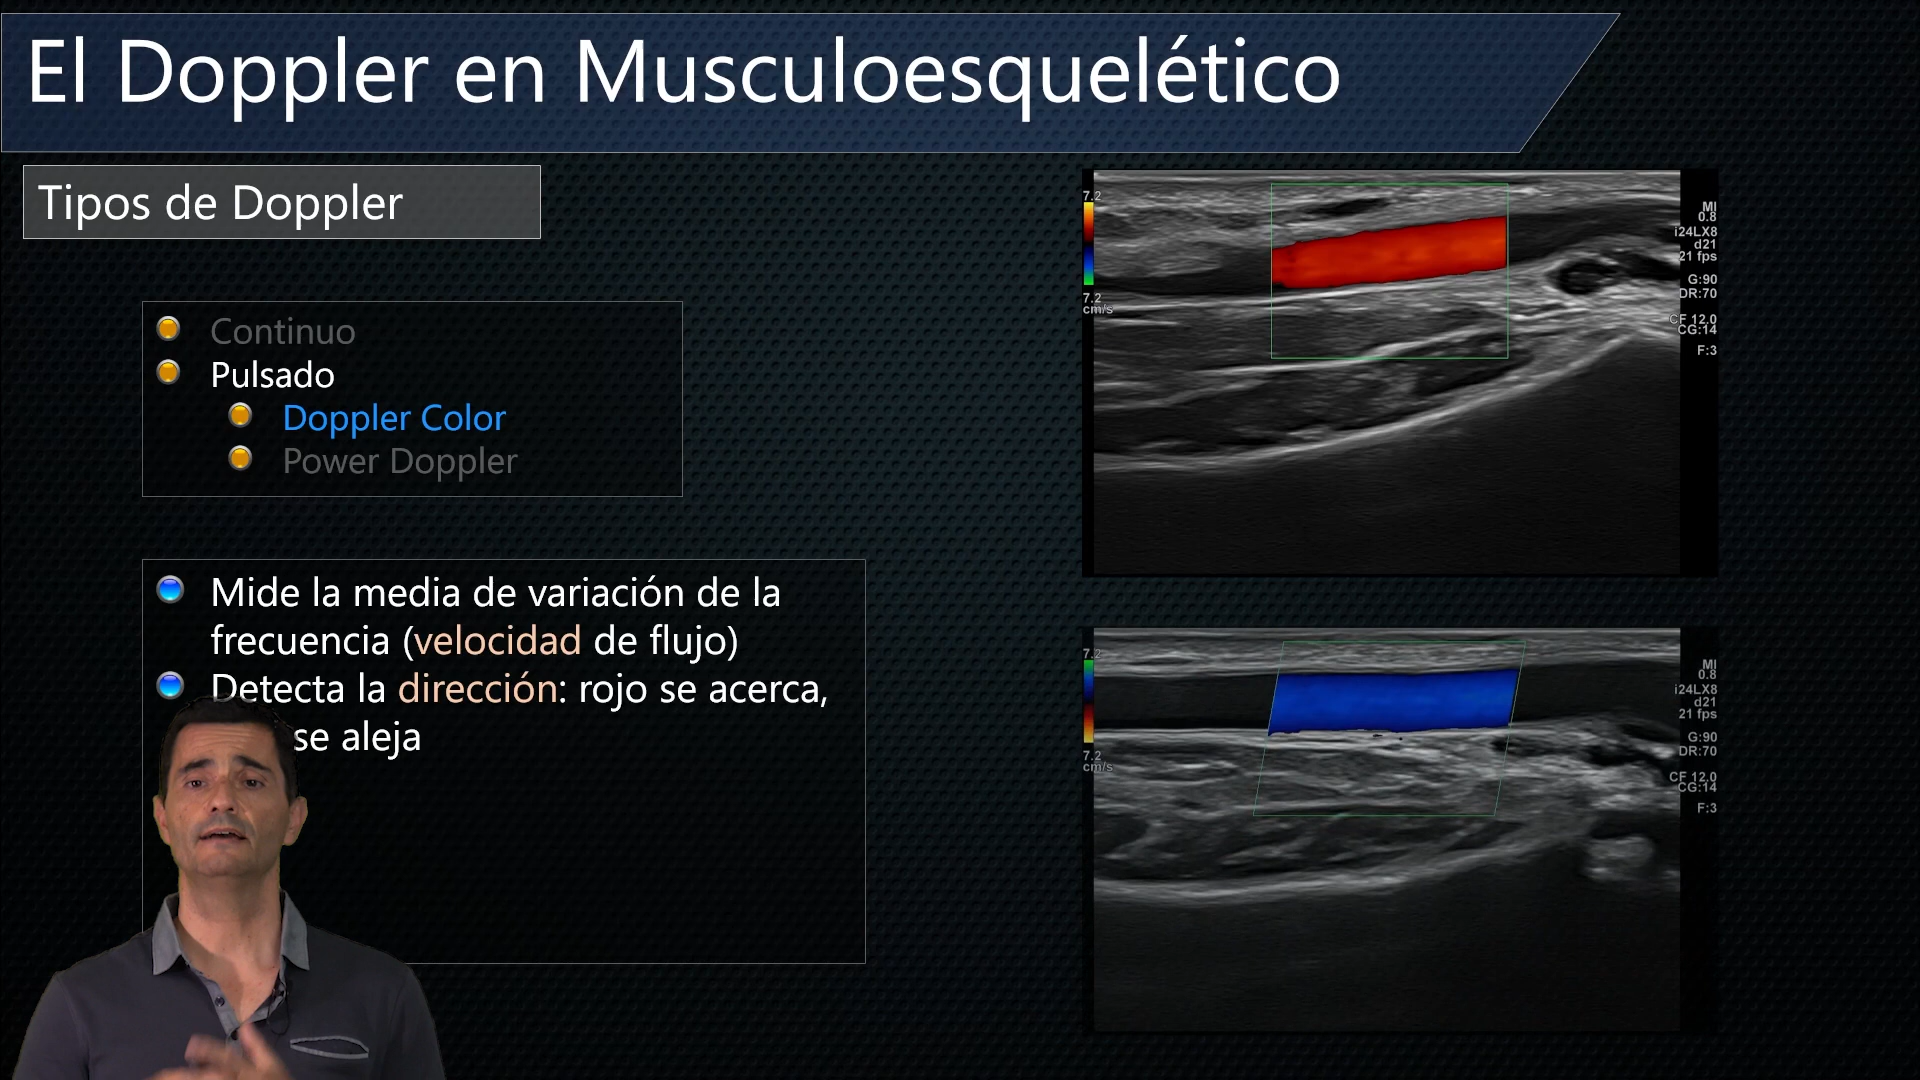 El Doppler en Musculoesquelético
Tipos de Doppler
Continuo
Pulsado
Doppler Color
Power Doppler
Mide la media de variación de la
frecuencia (velocidad de flujo)
Detecta la dirección: rojo se acerca,
se aleja
7.2
7.2
cm/s
MI
0.8
i24LX8
d21
21 fps
G:90
DR:70
CF 12.0
CG:14
F:3
7.2
7.2
cm/s
MI
0.8
i24LX8
d21
21 fps
G:90
DR:70
CF 12.0
CG:14
F:3